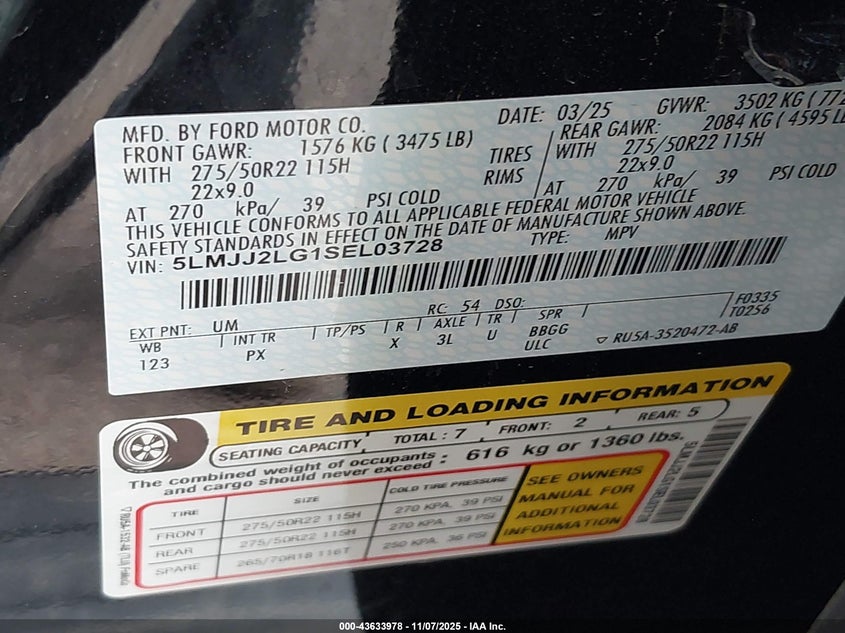 MFD. BY FORD MOTOR CO.
DATE: 03/25 GVWR: 3502 KG ( 772
FRONT GAWR: 1576 KG ( 3475 LB)
REAR GAWR: 2084 KG ( 4595 LB
WITH 275/50R22 115H TIRES WITH 275/50R22 115H
22x9.0 RIMS 22x9.0
AT 270 kPa/ 39 PSI COLD AT 270 kPa/ 39 PSI COLD
THIS VEHICLE CONFORMS TO ALL APPLICABLE FEDERAL MOTOR VEHICLE
SAFETY STANDARDS IN EFFECT ON THE DATE OF MANUFACTURE SHOWN ABOVE.
VIN: 5LMJJ2LG1SEL03728 TYPE: MPV
EXT PNT: UM RC: 54 DSO: F0335
T0256
WB INT TR TP/PS R AXLE TR SPR
123 PX X 3L U BBGG
ULC ▽ RU5A-3520472-AB
TIRE AND LOADING INFORMATION
SEATING CAPACITY TOTAL : 7 FRONT: 2 REAR: 5
The combined weight of occupants
and cargo should never exceed : 616 kg or 1360 lbs.
TIRE SIZE COLD TIRE PRESSURE
FRONT 275/50R22 115H 270 KPA, 39 PSI
REAR 275/50R22 115H 270 KPA, 39 PSI
SPARE 265/70R18 116T 250 KPA, 36 PSI
SEE OWNERS
MANUAL FOR
ADDITIONAL
INFORMATION
000-43633978 - 11/07/2025 - IAA Inc.